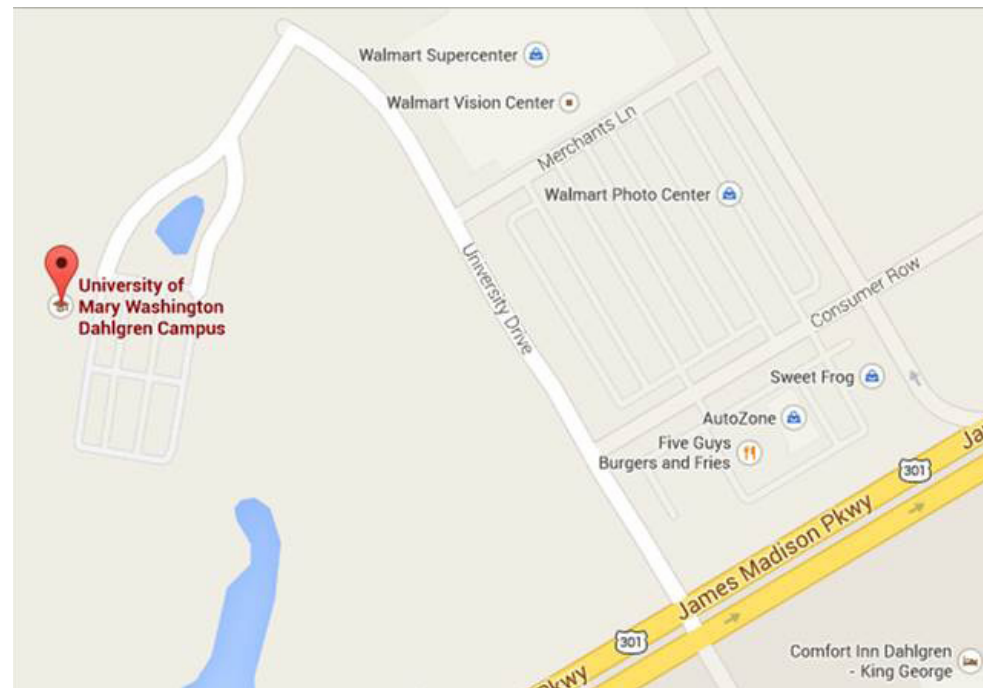 Walmart Supercenter
Walmart Vision Center
Merchants Ln
Walmart Photo Center
University Drive
University of
Mary Washington
Dahlgren Campus
Consumer Row
Sweet Frog
AutoZone
Five Guys
Burgers and Fries
301
Ja
James Madison Pkwy
301
Pkwy
Comfort Inn Dahlgren
- King George